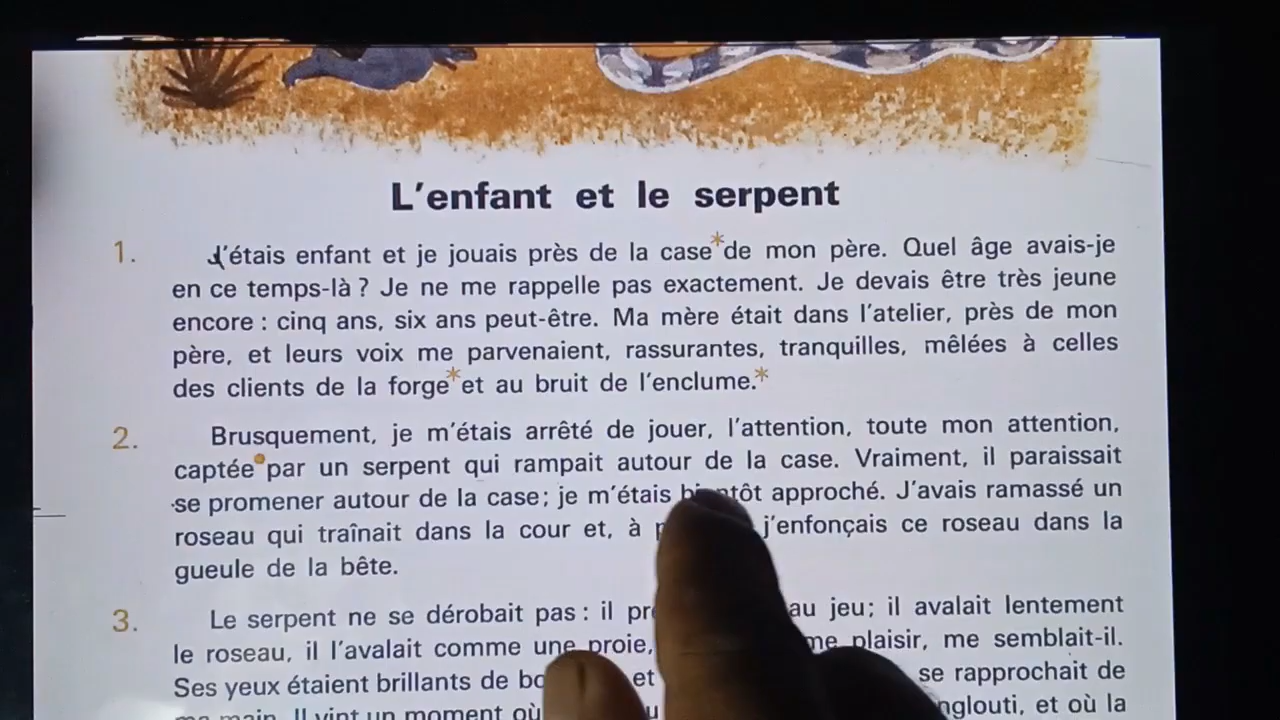 L'enfant et le serpent
1. J'étais enfant et je jouais près de la case* de mon père. Quel âge avais-je
en ce temps-là ? Je ne me rappelle pas exactement. Je devais être très jeune
encore : cinq ans, six ans peut-être. Ma mère était dans l'atelier, près de mon
père, et leurs voix me parvenaient, rassurantes, tranquilles, mêlées à celles
des clients de la forge* et au bruit de l'enclume.*
2. Brusquement, je m'étais arrêté de jouer, l'attention, toute mon attention,
captée par un serpent qui rampait autour de la case. Vraiment, il paraissait
se promener autour de la case ; je m'étais bientôt approché. J'avais ramassé un
roseau qui traînait dans la cour et, à j'enfonçais ce roseau dans la
gueule de la bête.
3. Le serpent ne se dérobait pas : il au jeu ; il avalait lentement
le roseau, il l'avalait comme une proie, plaisir, me semblait-il.
Ses yeux étaient brillants de et se rapprochait de
ma main. Il vint un moment où englouti, et où la